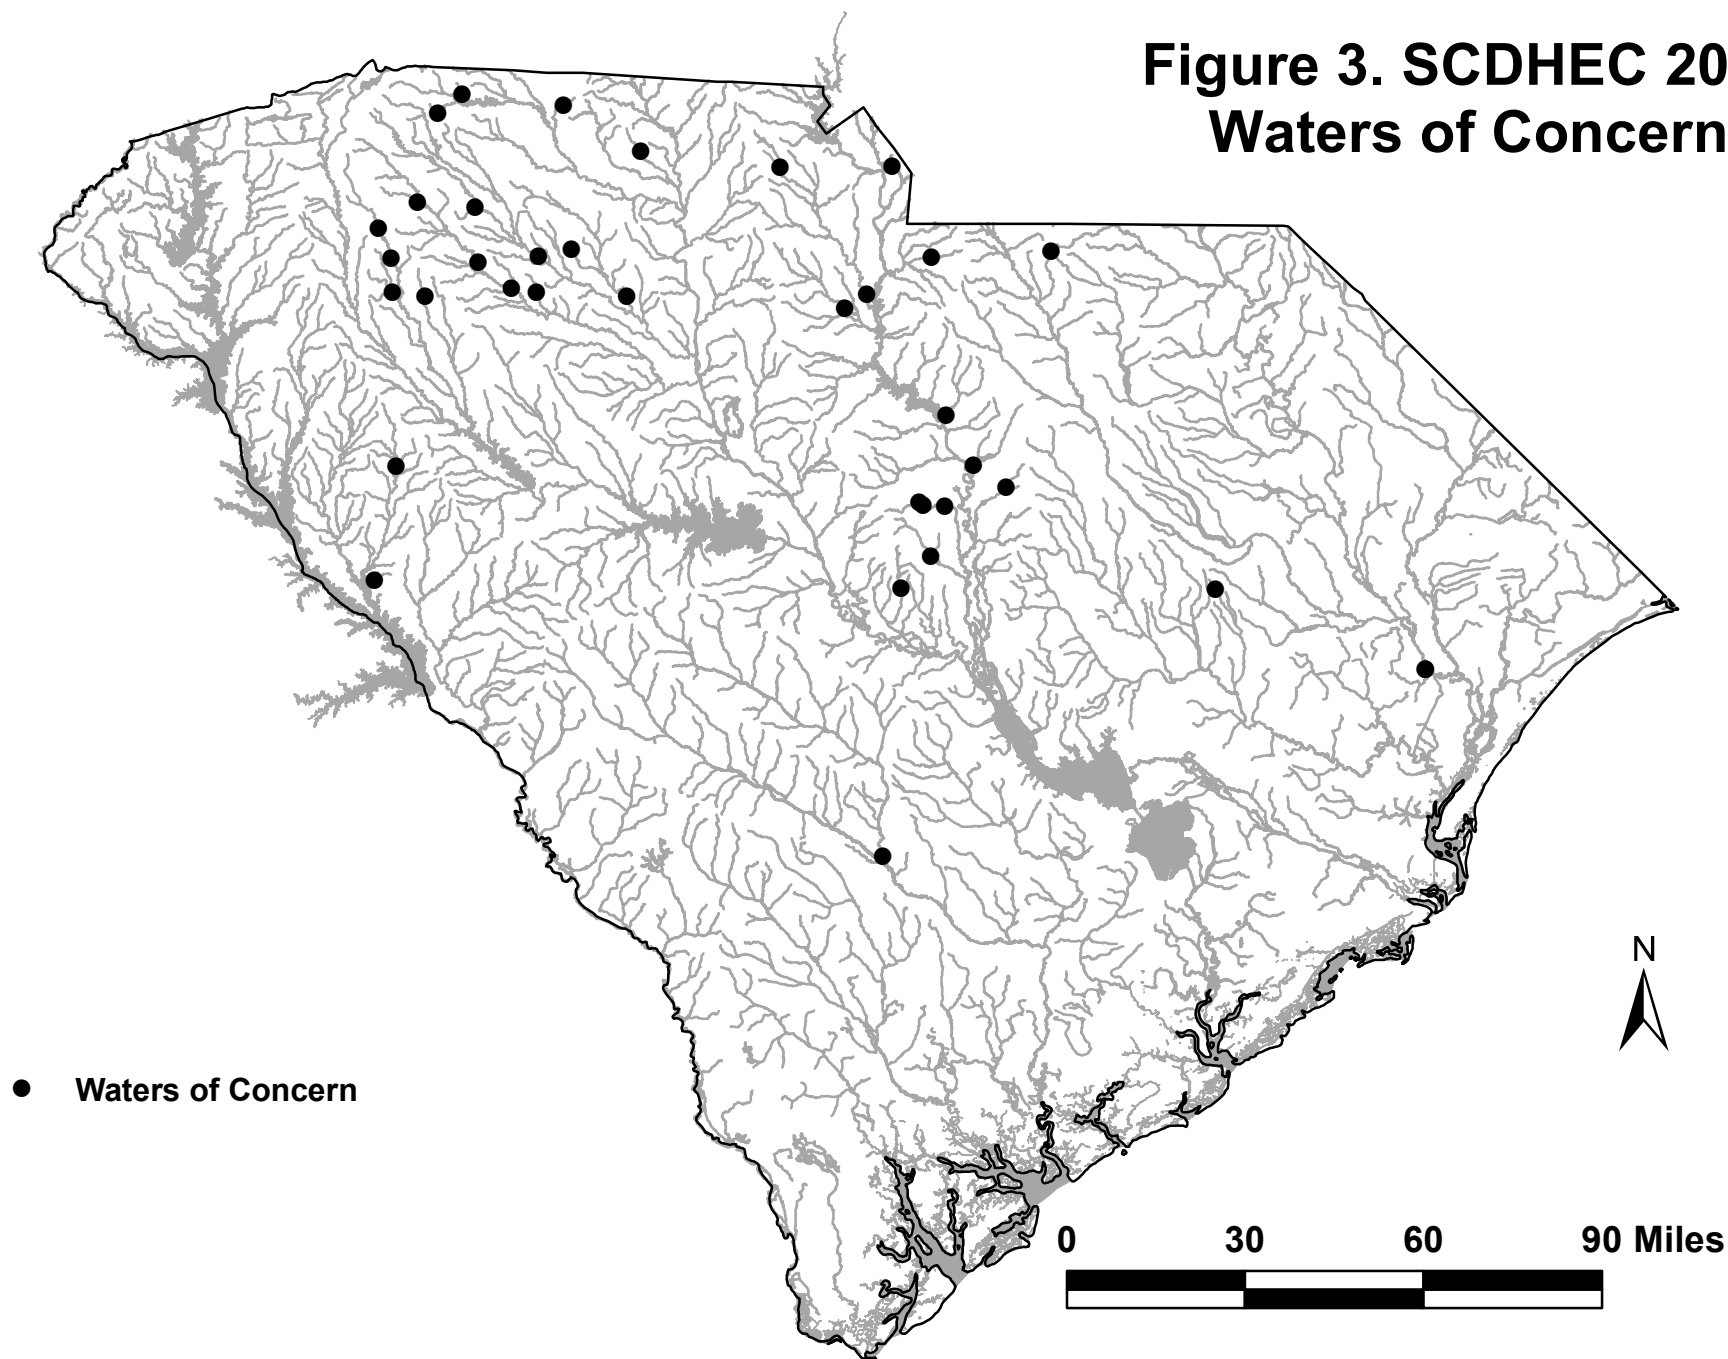 Figure 3. SCDHEC 20
Waters of Concern
N
Waters of Concern
0 30 60 90 Miles